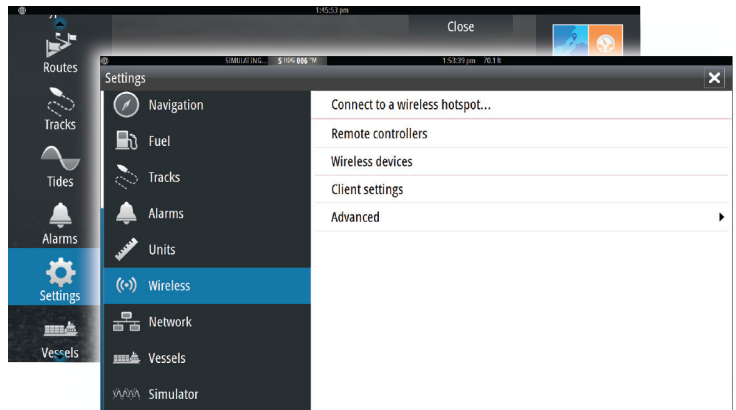 1:45:53 pm
Close
Routes
Tracks
Tides
Alarms
Settings
Vessels
SIMULATING... S HDG 006 °M 1:53:39 pm 70.1 ft
Settings
Navigation
Fuel
Tracks
Alarms
Units
Wireless
Network
Vessels
Simulator
Connect to a wireless hotspot...
Remote controllers
Wireless devices
Client settings
Advanced